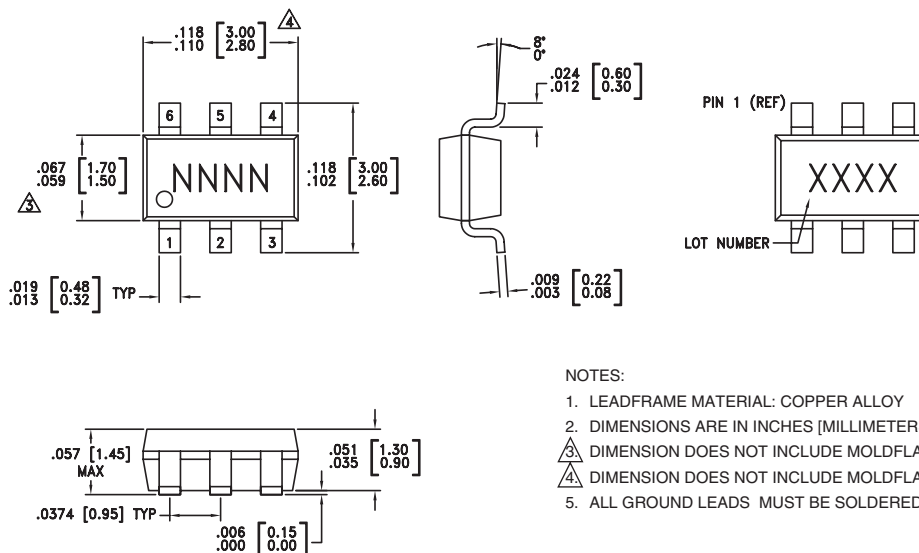 .118 [3.00]
.110 [2.80]
4
6 5 4
.067 [1.70]
.059 [1.50]
3
NNNN
.118 [3.00]
.102 [2.60]
1 2 3
.019 [0.48]
.013 [0.32] TYP
8°
0°
.024 [0.60]
.012 [0.30]
.009 [0.22]
.003 [0.08]
PIN 1 (REF)
XXXX
LOT NUMBER
.057 [1.45]
MAX
.051 [1.30]
.035 [0.90]
.0374 [0.95] TYP
.006 [0.15]
.000 [0.00]
NOTES:
1. LEADFRAME MATERIAL: COPPER ALLOY
2. DIMENSIONS ARE IN INCHES [MILLIMETER
3. DIMENSION DOES NOT INCLUDE MOLDFLA
4. DIMENSION DOES NOT INCLUDE MOLDFLA
5. ALL GROUND LEADS MUST BE SOLDERED